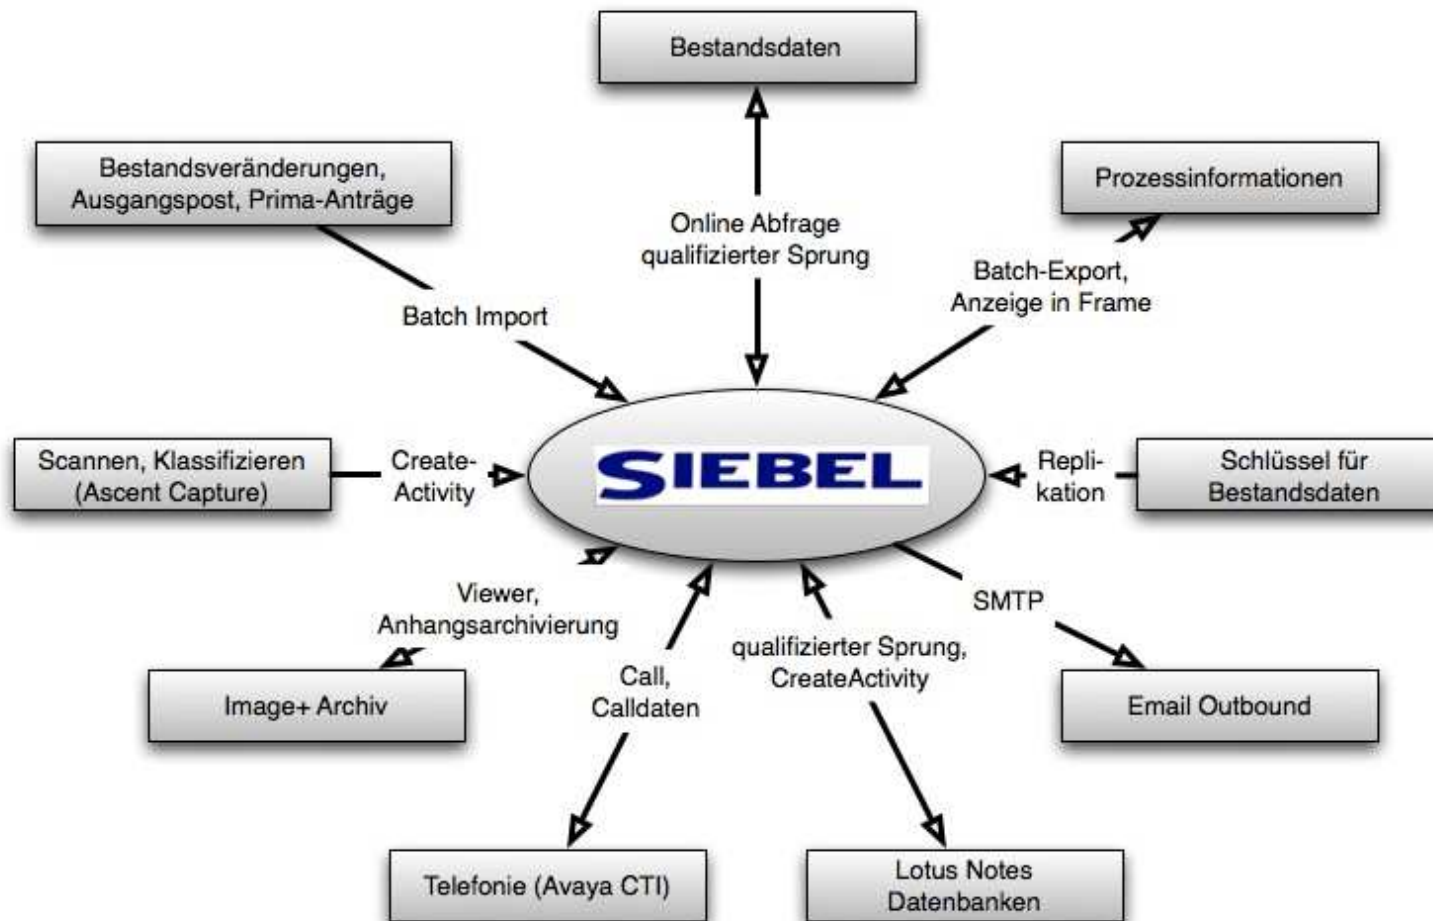 Bestandsdaten
Bestandsveränderungen,
Ausgangspost, Prima-Anträge
Prozessinformationen
Online Abfrage
qualifizierter Sprung
Batch-Export,
Anzeige in Frame
Batch Import
Scannen, Klassifizieren
(Ascent Capture)
Create-
Activity
SIEBEL
Repli-
kation
Schlüssel für
Bestandsdaten
Viewer,
Anhangsarchivierung
SMTP
qualifizierter Sprung,
CreateActivity
Call,
Calldaten
Image+ Archiv
Email Outbound
Telefonie (Avaya CTI)
Lotus Notes
Datenbanken